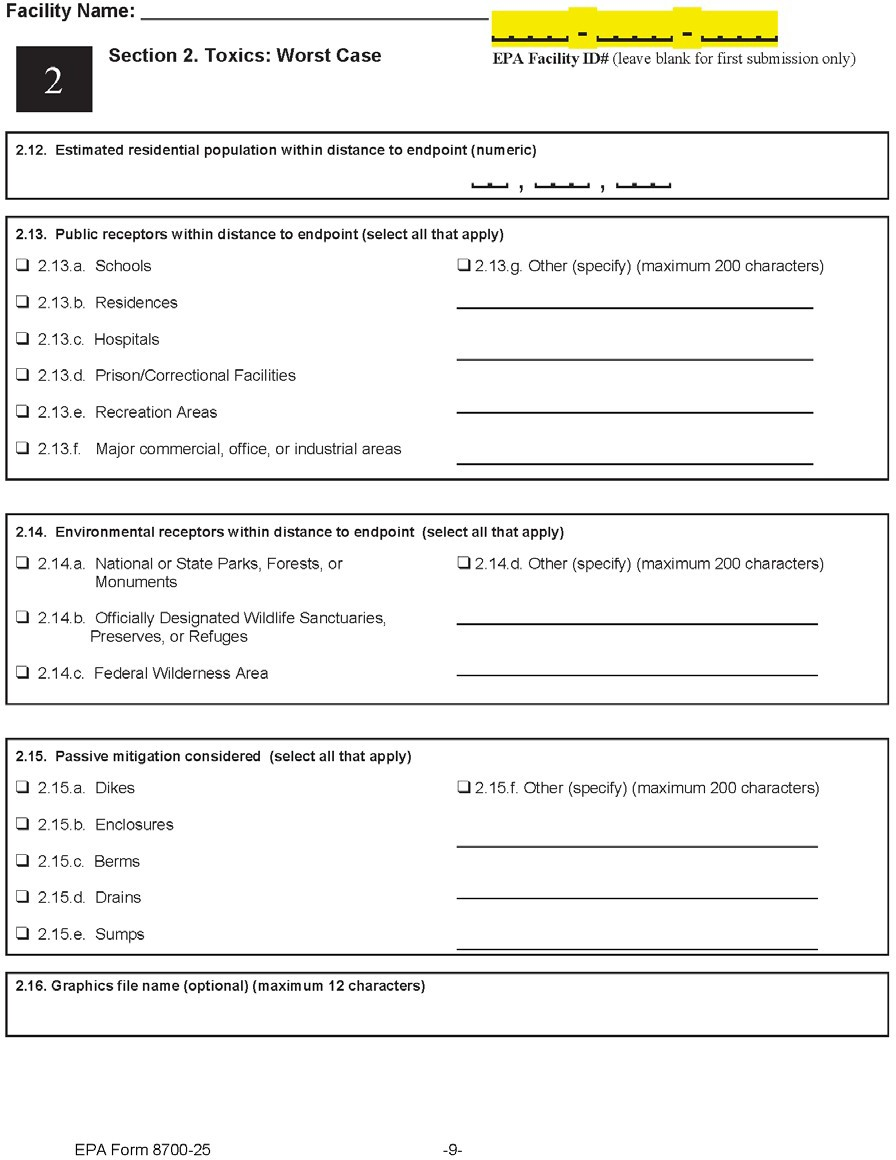 Facility Name:
2
Section 2. Toxics: Worst Case
EPA Facility ID# (leave blank for first submission only)
2.12. Estimated residential population within distance to endpoint (numeric)
2.13. Public receptors within distance to endpoint (select all that apply)
2.13.a. Schools
2.13.b. Residences
2.13.c. Hospitals
2.13.d. Prison/Correctional Facilities
2.13.e. Recreation Areas
2.13.f. Major commercial, office, or industrial areas
2.13.g. Other (specify) (maximum 200 characters)
2.14. Environmental receptors within distance to endpoint (select all that apply)
2.14.a. National or State Parks, Forests, or
Monuments
2.14.b. Officially Designated Wildlife Sanctuaries,
Preserves, or Refuges
2.14.c. Federal Wilderness Area
2.14.d. Other (specify) (maximum 200 characters)
2.15. Passive mitigation considered (select all that apply)
2.15.a. Dikes
2.15.b. Enclosures
2.15.c. Berms
2.15.d. Drains
2.15.e. Sumps
2.15.f. Other (specify) (maximum 200 characters)
2.16. Graphics file name (optional) (maximum 12 characters)
EPA Form 8700-25
-9-